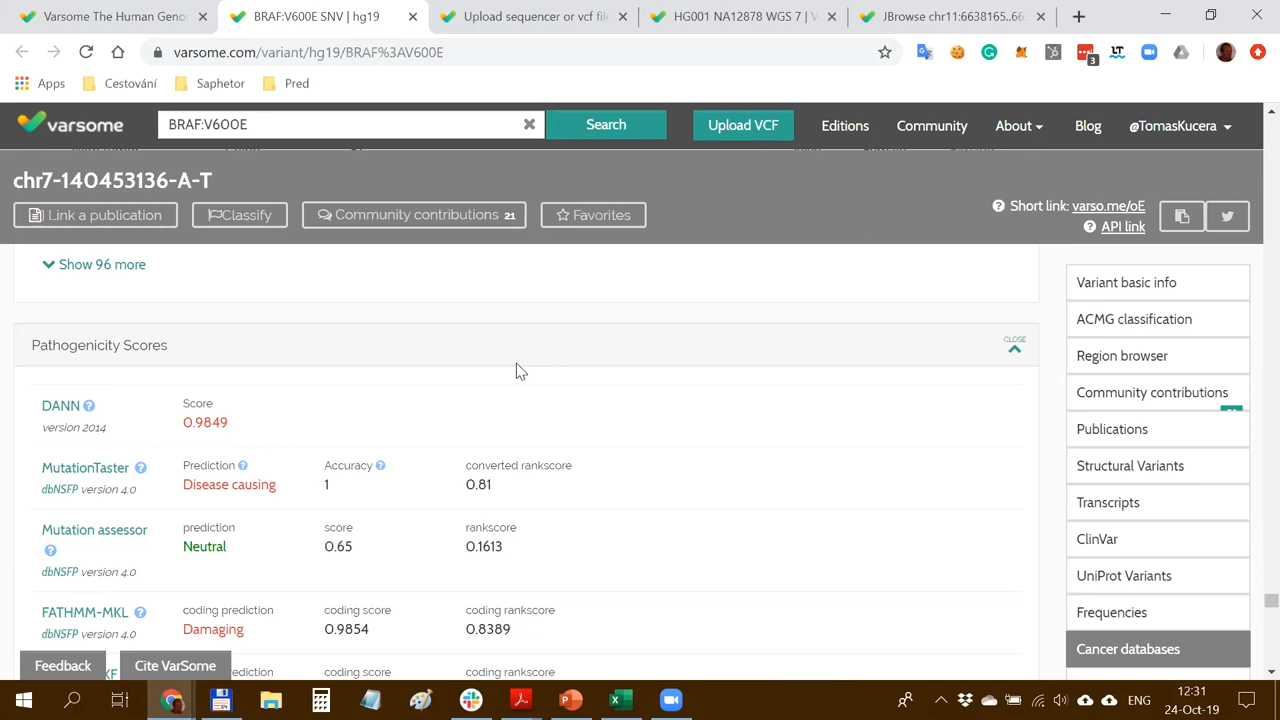 Varsome The Human Genor
BRAF:V600E SNV | hg19
Upload sequencer or vcf fil
HG001 NA12878 WGS 7 | V
JBrowse chr11:6638165..66
varsome.com/variant/hg19/BRAF%3AV600E
3
Apps
Cestování
Saphetor
Pred
varsome
BRAF:V600E
Search
Upload VCF
Editions
Community
About
Blog
@TomasKucera
chr7-140453136-A-T
Link a publication
Classify
Community contributions 21
Favorites
Short link: varso.me/oE
API link
Show 96 more
Pathogenicity Scores
CLOSE
DANN
version 2014
Score
0.9849
MutationTaster
dbNSFP version 4.0
Prediction
Disease causing
Accuracy
1
converted rankscore
0.81
Mutation assessor
dbNSFP version 4.0
prediction
Neutral
score
0.65
rankscore
0.1613
FATHMM-MKL
dbNSFP version 4.0
coding prediction
Damaging
coding score
0.9854
coding rankscore
0.8389
coding score
coding rankscore
Variant basic info
ACMG classification
Region browser
Community contributions
Publications
Structural Variants
Transcripts
ClinVar
UniProt Variants
Frequencies
Cancer databases
Feedback
Cite VarSome
ENG
12:31
24-Oct-19